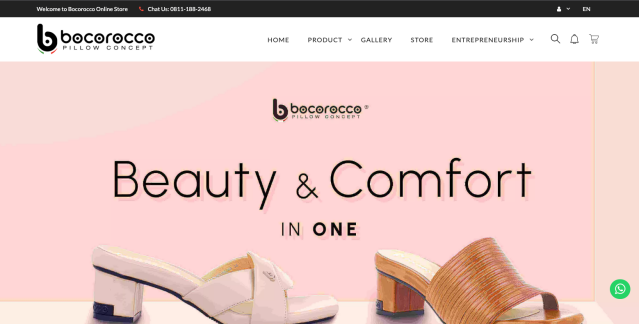 Welcome to Bocorocco Online Store Chat Us: 0811-188-2468 EN
bocorocco
PILLOW CONCEPT
HOME PRODUCT GALLERY STORE ENTREPRENEURSHIP
bocorocco ®
PILLOW CONCEPT
Beauty & Comfort
IN ONE